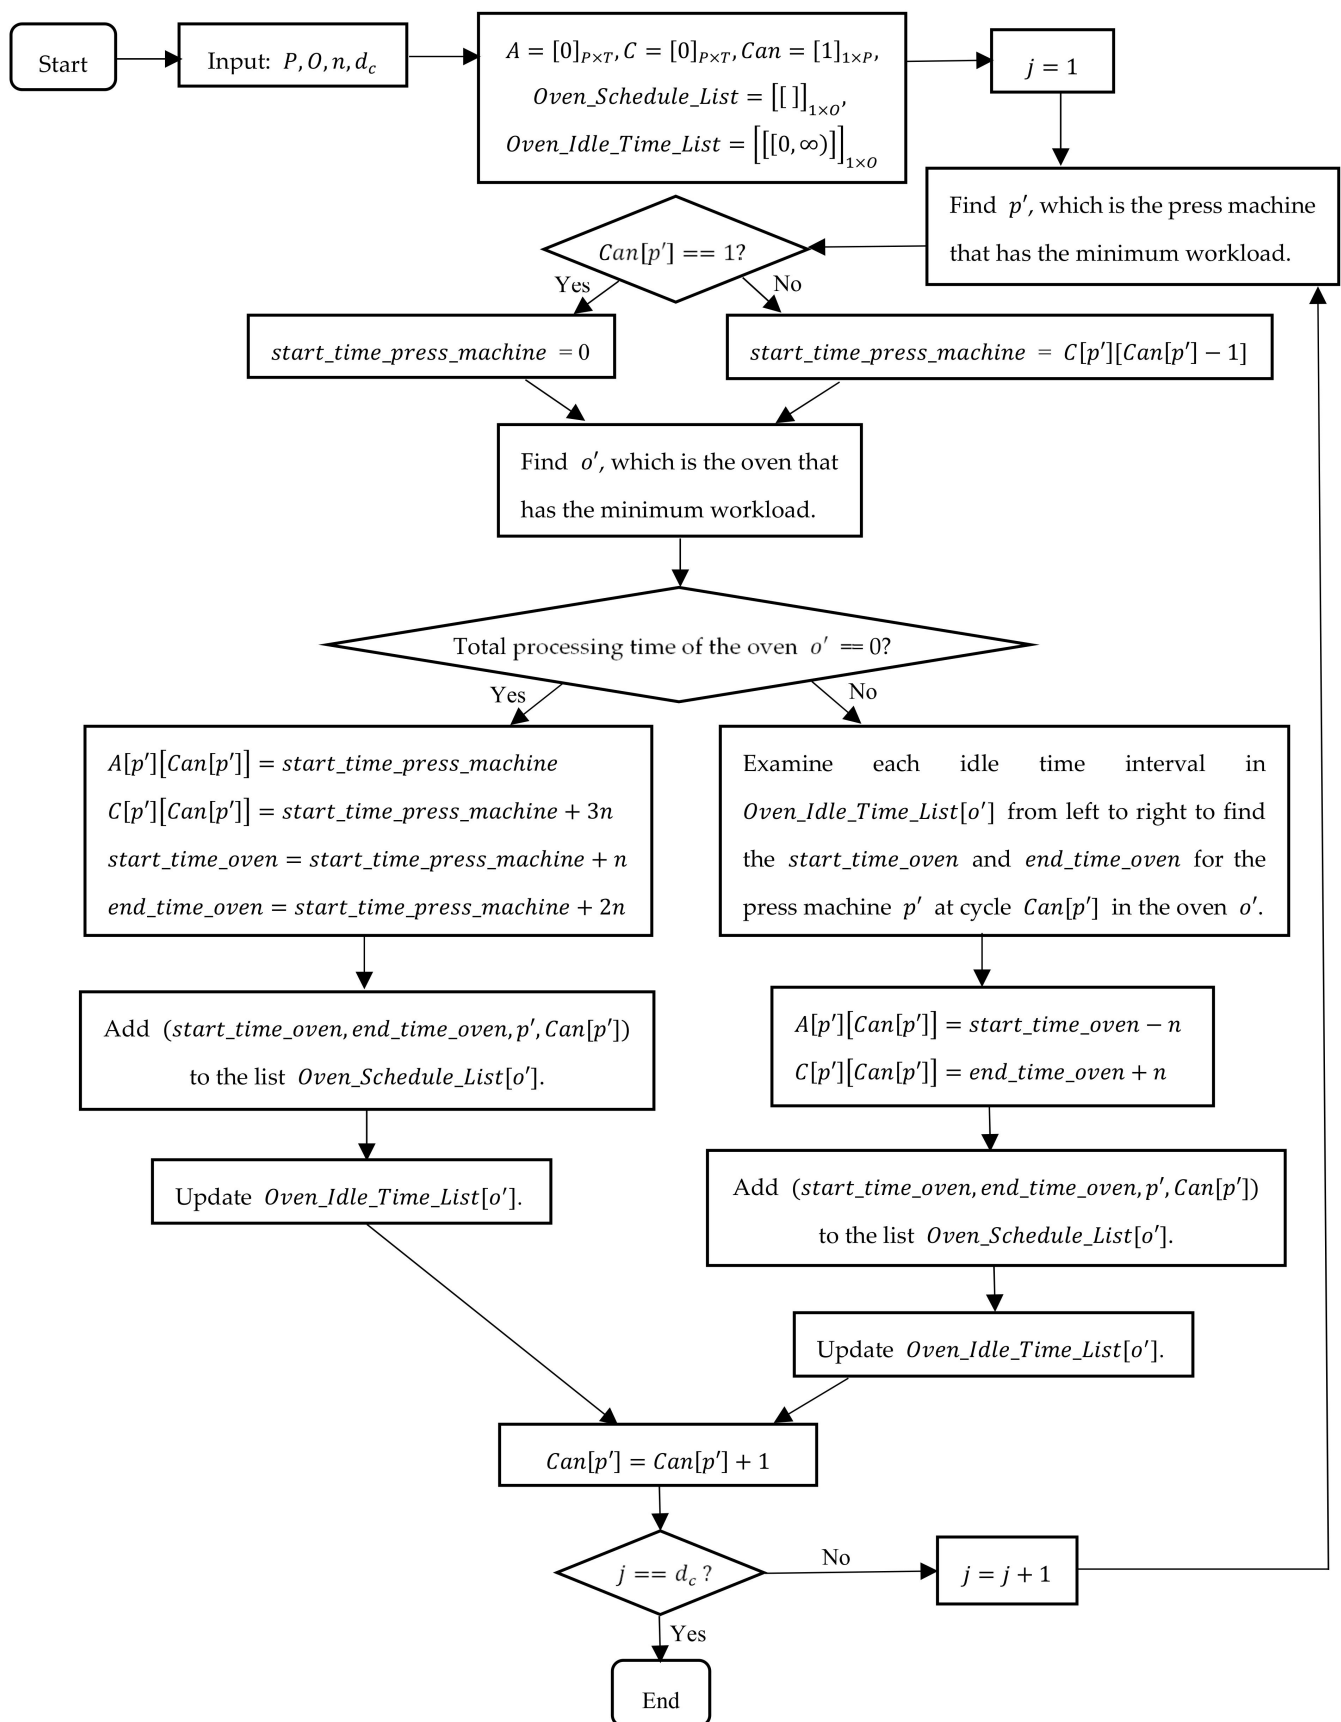 Start
Input: P, O, n, d_c
A = [0]_{P×T}, C = [0]_{P×T}, Can = [1]_{1×P},
Oven_Schedule_List = [[ ]]_{1×O},
Oven_Idle_Time_List = [[[0, ∞)]]_{1×O}
j = 1
Find p′, which is the press machine
that has the minimum workload.
Can[p′] == 1?
Yes
No
start_time_press_machine = 0
start_time_press_machine = C[p′][Can[p′] − 1]
Find o′, which is the oven that
has the minimum workload.
Total processing time of the oven o′ == 0?
Yes
No
A[p′][Can[p′]] = start_time_press_machine
C[p′][Can[p′]] = start_time_press_machine + 3n
start_time_oven = start_time_press_machine + n
end_time_oven = start_time_press_machine + 2n
Examine each idle time interval in
Oven_Idle_Time_List[o′] from left to right to find
the start_time_oven and end_time_oven for the
press machine p′ at cycle Can[p′] in the oven o′.
Add (start_time_oven, end_time_oven, p′, Can[p′])
to the list Oven_Schedule_List[o′].
A[p′][Can[p′]] = start_time_oven − n
C[p′][Can[p′]] = end_time_oven + n
Update Oven_Idle_Time_List[o′].
Add (start_time_oven, end_time_oven, p′, Can[p′])
to the list Oven_Schedule_List[o′].
Update Oven_Idle_Time_List[o′].
Can[p′] = Can[p′] + 1
j == d_c ?
No
j = j + 1
Yes
End